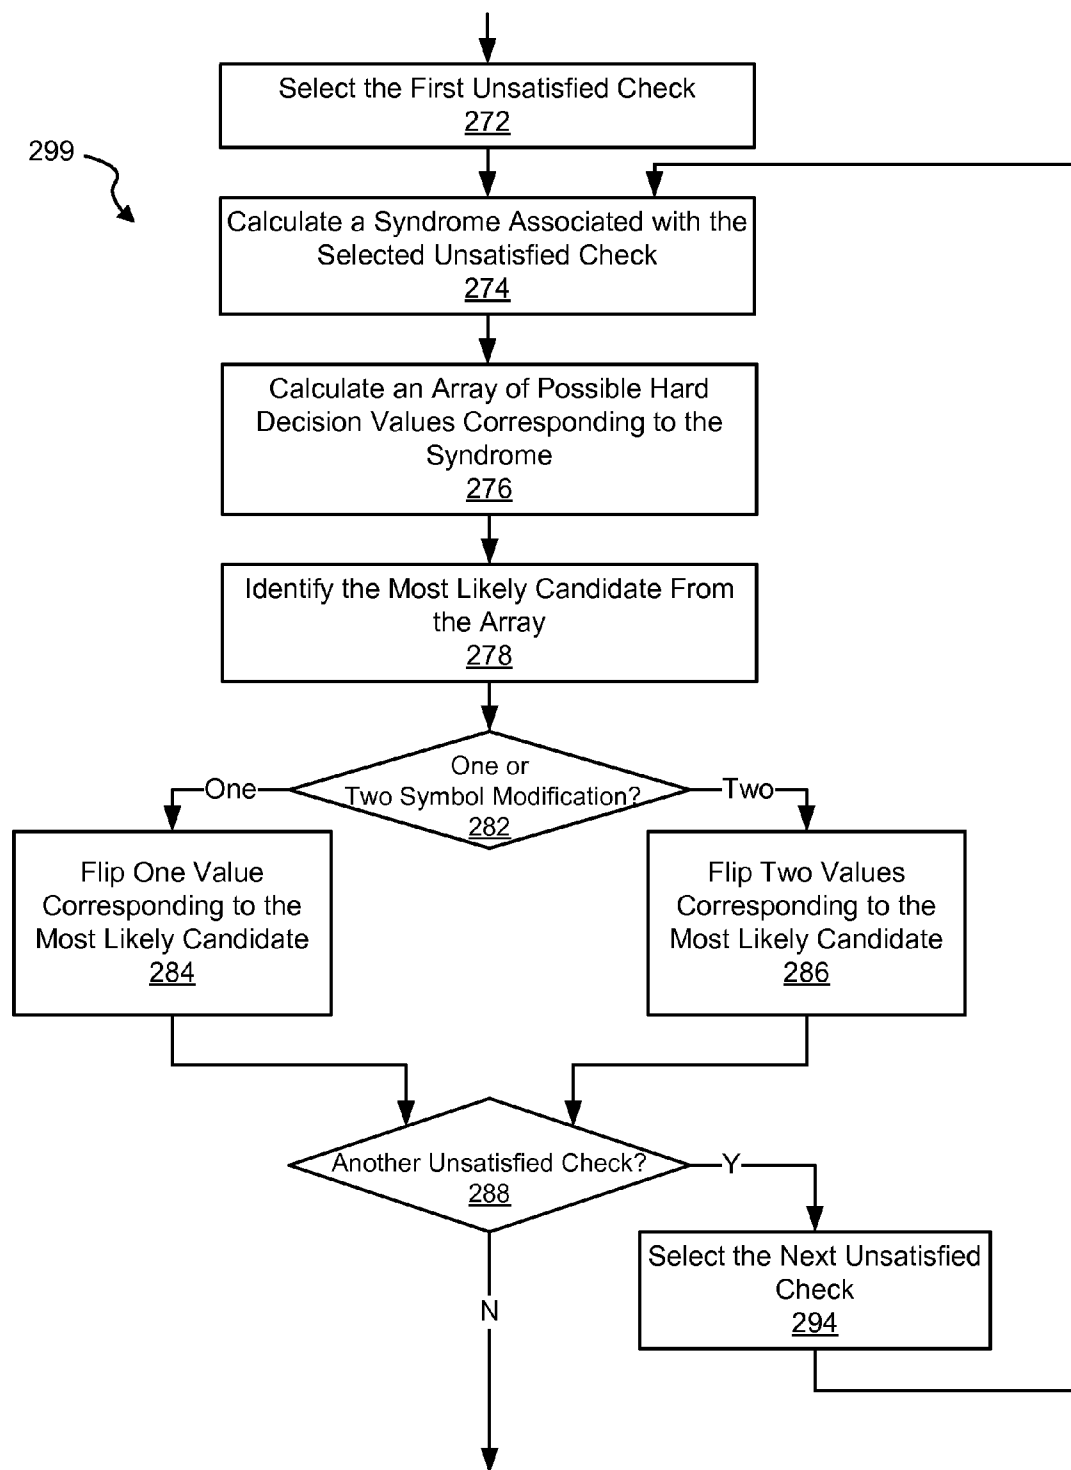 Select the First Unsatisfied Check
272
299
Calculate a Syndrome Associated with the
Selected Unsatisfied Check
274
Calculate an Array of Possible Hard
Decision Values Corresponding to the
Syndrome
276
Identify the Most Likely Candidate From
the Array
278
One or
Two Symbol Modification?
282
One
Two
Flip One Value
Corresponding to the
Most Likely Candidate
284
Flip Two Values
Corresponding to the
Most Likely Candidate
286
Another Unsatisfied Check?
288
Y
Select the Next Unsatisfied
Check
294
N